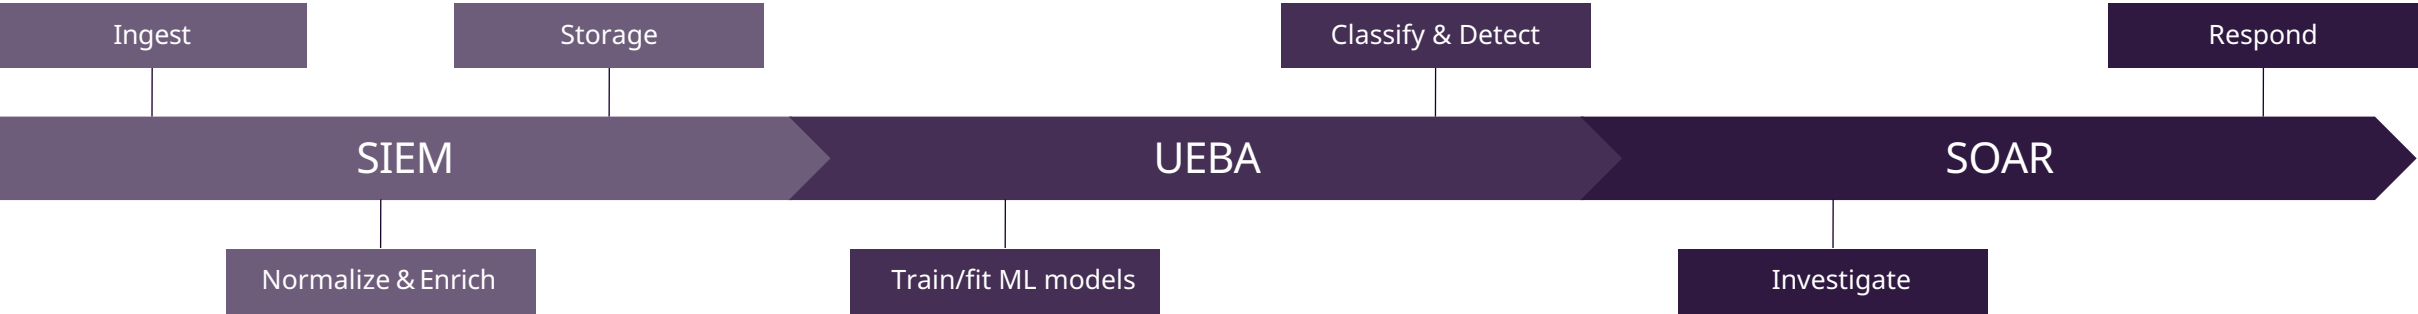 Ingest
Storage
Classify & Detect
Respond
SIEM
UEBA
SOAR
Normalize & Enrich
Train/fit ML models
Investigate